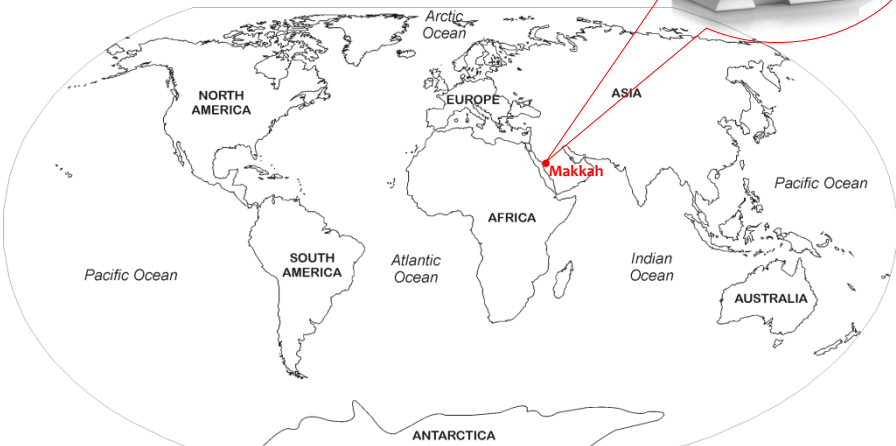 Arctic
Ocean
NORTH
AMERICA
EUROPE
ASIA
Makkah
Pacific Ocean
AFRICA
SOUTH
AMERICA
Atlantic
Ocean
Indian
Ocean
Pacific Ocean
AUSTRALIA
ANTARCTICA